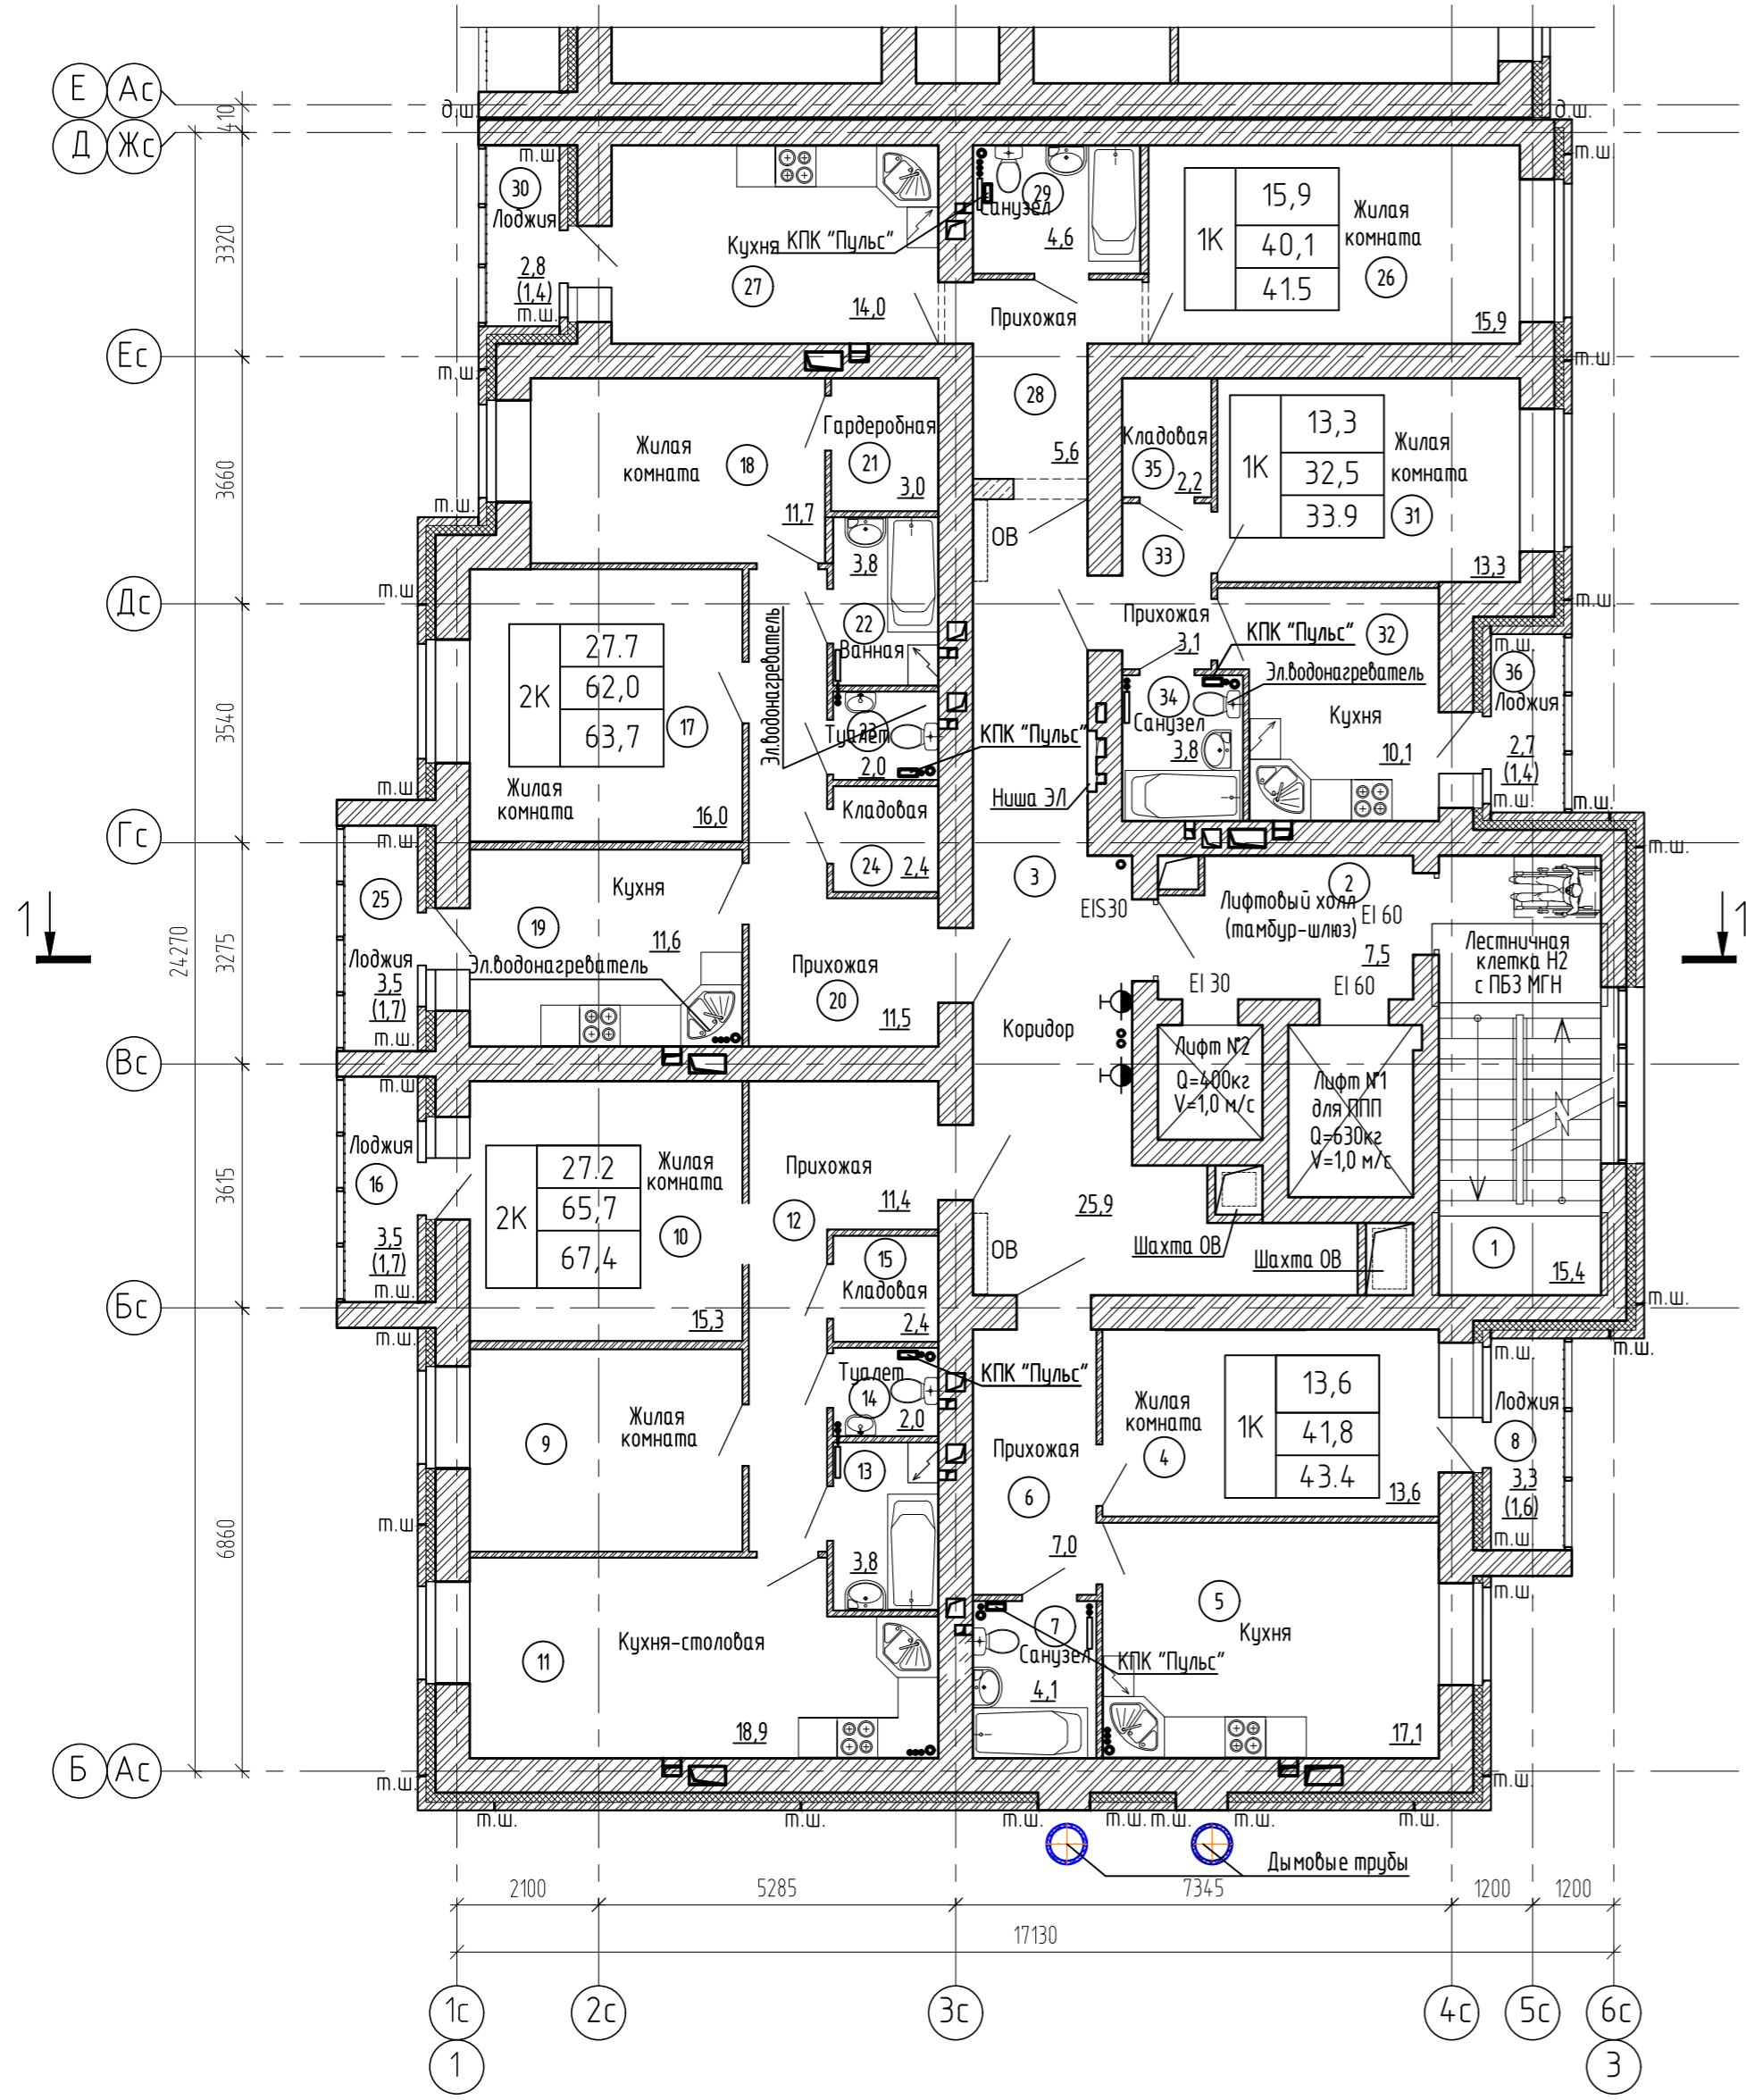 Е
Ас
410
д.ш.
д.ш.
Д
Жс
т.ш.
т.ш.
30
Лоджия
2,8
(1,4)
т.ш.
3320
Кухня
КПК "Пульс"
27
14,0
29
Санузел
4,6
Прихожая
1К
15,9
40,1
41.5
Жилая
комната
26
15,9
Ес
т.ш.
т.ш.
28
5,6
3660
Жилая
комната
18
11,7
Гардеробная
21
3,0
Кладовая
35
2,2
1К
13,3
32,5
33.9
Жилая
комната
31
13,3
т.ш.
ОВ
33
3,8
Дс
т.ш.
т.ш.
22
Ванная
Эл.водонагреватель
Прихожая
3,1
КПК "Пульс"
32
Эл.водонагреватель
т.ш.
36
Лоджия
2,7
(1,4)
т.ш.
3540
2К
27.7
62,0
63,7
17
Жилая
комната
16,0
23
Туалет
2,0
КПК "Пульс"
34
Санузел
3,8
Кухня
10,1
Ниша ЭЛ
т.ш.
т.ш.
Кладовая
24
2,4
Гс
т.ш.
т.ш.
3
2
25
Кухня
19
11,6
EIS30
Лифтовый холл
(тамбур-шлюз)
EI 60
7,5
1
1
24270
3275
Лоджия
3,5
(1,7)
т.ш.
Эл.водонагреватель
Прихожая
20
11,5
EI 30
EI 60
Лестничная
клетка Н2
с ПБЗ МГН
Коридор
Вс
т.ш.
Лифт №2
Q=400кг
V=1,0 м/с
Лифт №1
для ППП
Q=630кг
V=1,0 м/с
3615
Лоджия
16
3,5
(1,7)
т.ш.
2К
27.2
65,7
67,4
Жилая
комната
10
15,3
Прихожая
12
11,4
25,9
ОВ
Шахта ОВ
Шахта ОВ
1
15,4
15
Кладовая
2,4
Бс
т.ш.
т.ш.
т.ш.
т.ш.
Туалет
14
2,0
КПК "Пульс"
Жилая
комната
4
1К
13,6
41,8
43.4
13,6
Лоджия
8
3,3
(1,6)
т.ш.
9
Жилая
комната
13
3,8
Прихожая
6
7,0
6860
т.ш.
т.ш.
5
Кухня
17,1
7
Санузел
4,1
КПК "Пульс"
11
Кухня-столовая
18,9
Б
Ас
т.ш.
т.ш.
т.ш.
т.ш.
т.ш.
т.ш.
т.ш.
т.ш.
т.ш.
Дымовые трубы
2100
5285
7345
1200
1200
17130
1с
2с
3с
4с
5с
6с
1
3